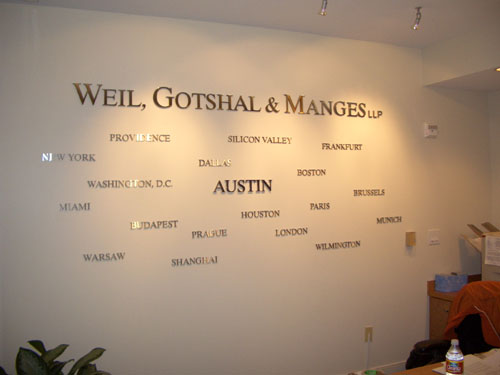 WEIL, GOTSHAL & MANGES LLP
PROVIDENCE
SILICON VALLEY
FRANKFURT
NEW YORK
DALLAS
BOSTON
WASHINGTON, D.C.
AUSTIN
BRUSSELS
MIAMI
HOUSTON
PARIS
BUDAPEST
PRAGUE
LONDON
MUNICH
WILMINGTON
WARSAW
SHANGHAI